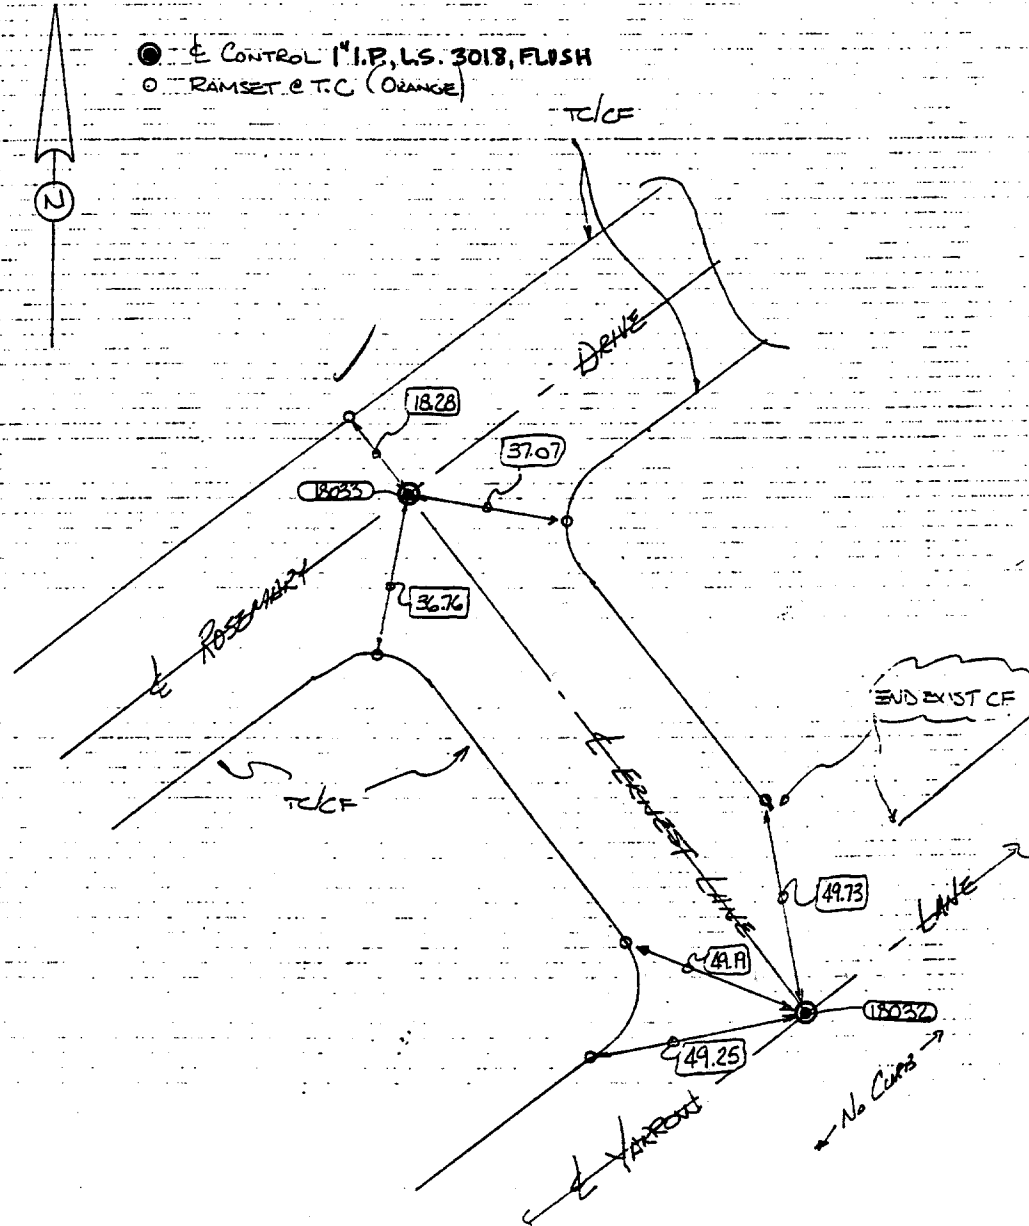 ℄ CONTROL 1" I.P., L.S. 3018, FLUSH
RAMSET @ T.C. (ORANGE)
TC/CF
N
DRIVE
18.28
37.07
18033
36.76
℄ ROSEMARY
END EXIST CF
TC/CF
℄ ERNEST LANE
49.73
LANE
49.19
18032
49.25
No CURB
℄ YARROW